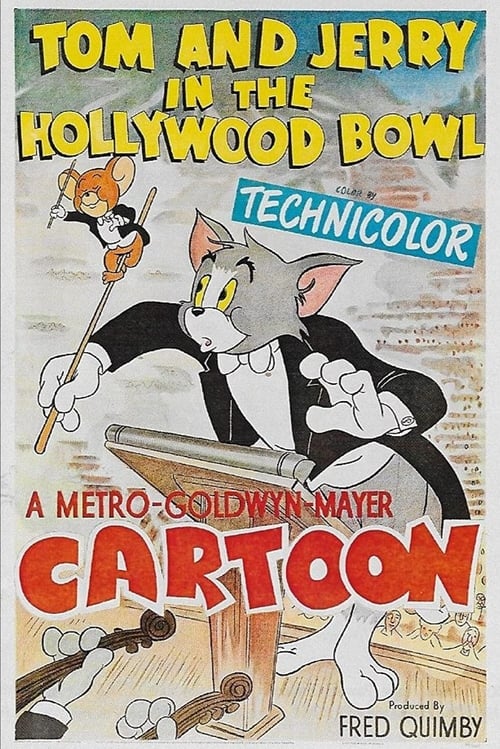 TOM AND JERRY
IN THE
HOLLYWOOD BOWL
COLOR BY
TECHNICOLOR
A METRO-GOLDWYN-MAYER
CARTOON
Produced By
FRED QUIMBY